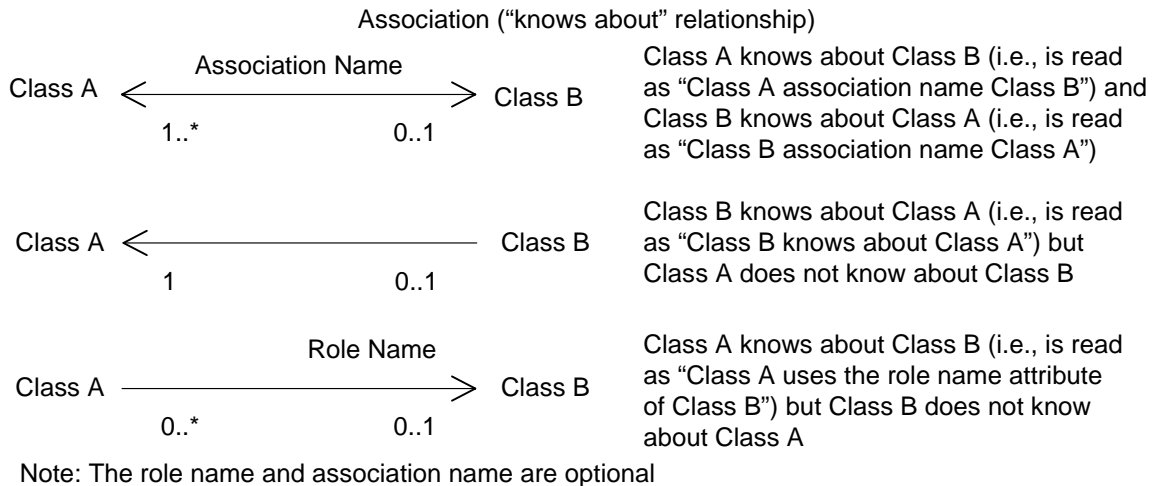 Association (“knows about” relationship)
Class A
Association Name
Class B
1..*
0..1
Class A knows about Class B (i.e., is read
as “Class A association name Class B”) and
Class B knows about Class A (i.e., is read
as “Class B association name Class A”)
Class A
Class B
1
0..1
Class B knows about Class A (i.e., is read
as “Class B knows about Class A”) but
Class A does not know about Class B
Role Name
Class A
Class B
0..*
0..1
Class A knows about Class B (i.e., is read
as “Class A uses the role name attribute
of Class B”) but Class B does not know
about Class A
Note: The role name and association name are optional